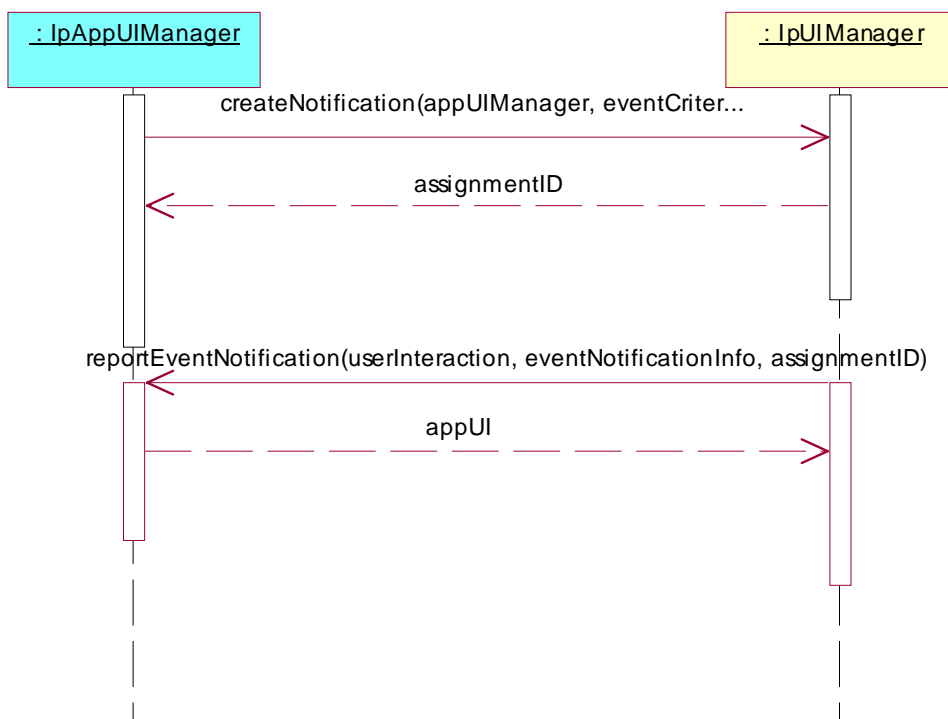 : IpAppUIManager
: IpUIManager
createNotification(appUIManager, eventCriter...
assignmentID
reportEventNotification(userInteraction, eventNotificationInfo, assignmentID)
appUI